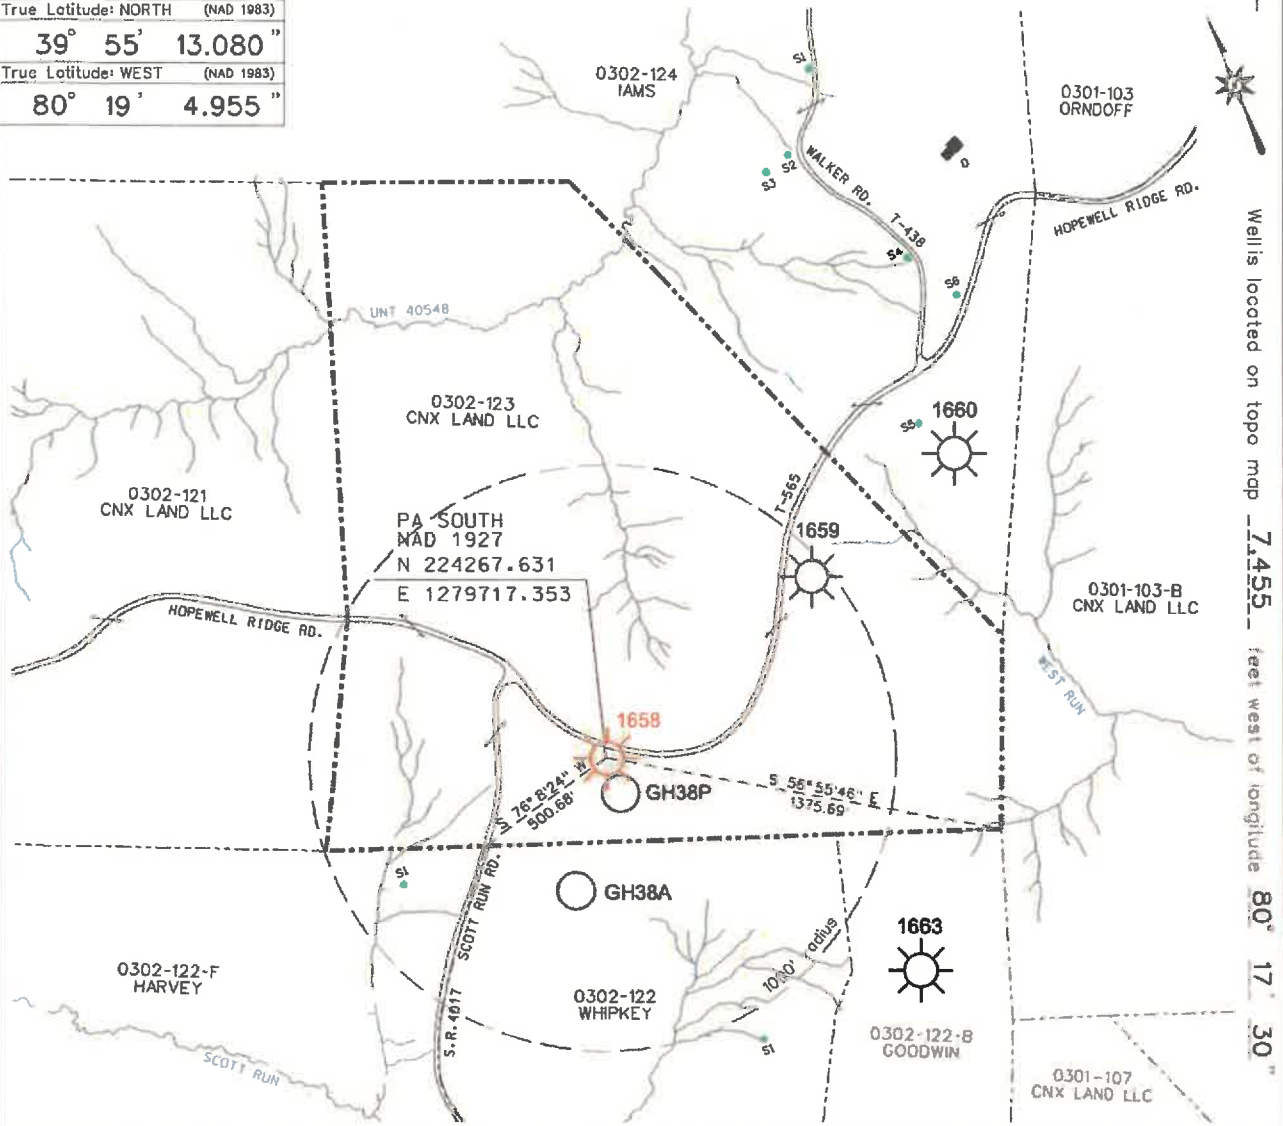 True Latitude: NORTH (NAD 1983)
39° 55' 13.080"
True Latitude: WEST (NAD 1983)
80° 19' 4.955"
0302-124
IAMS
0301-103
ORNDOFF
S1
S2
S3
WALKER RD.
T-438
D
HOPEWELL RIDGE RD.
S4
S6
UNT 40548
0302-123
CNX LAND LLC
1660
S5
0302-121
CNX LAND LLC
T-565
PA SOUTH
NAD 1927
N 224267.631
E 1279717.353
1659
0301-103-B
CNX LAND LLC
HOPEWELL RIDGE RD.
WEST RUN
1658
GH38P
S 76° 8'24" W
500.68'
S 56°55'46" E
1375.69'
S1
SCOTT RUN RD.
S.R. 4017
GH38A
1663
0302-122-F
HARVEY
0302-122
WHIPKEY
1000' adius
S1
0302-122-B
GOODWIN
SCOTT RUN
0301-107
CNX LAND LLC
Well is located on topo map 7,455 feet west of longitude 80° 17' 30"